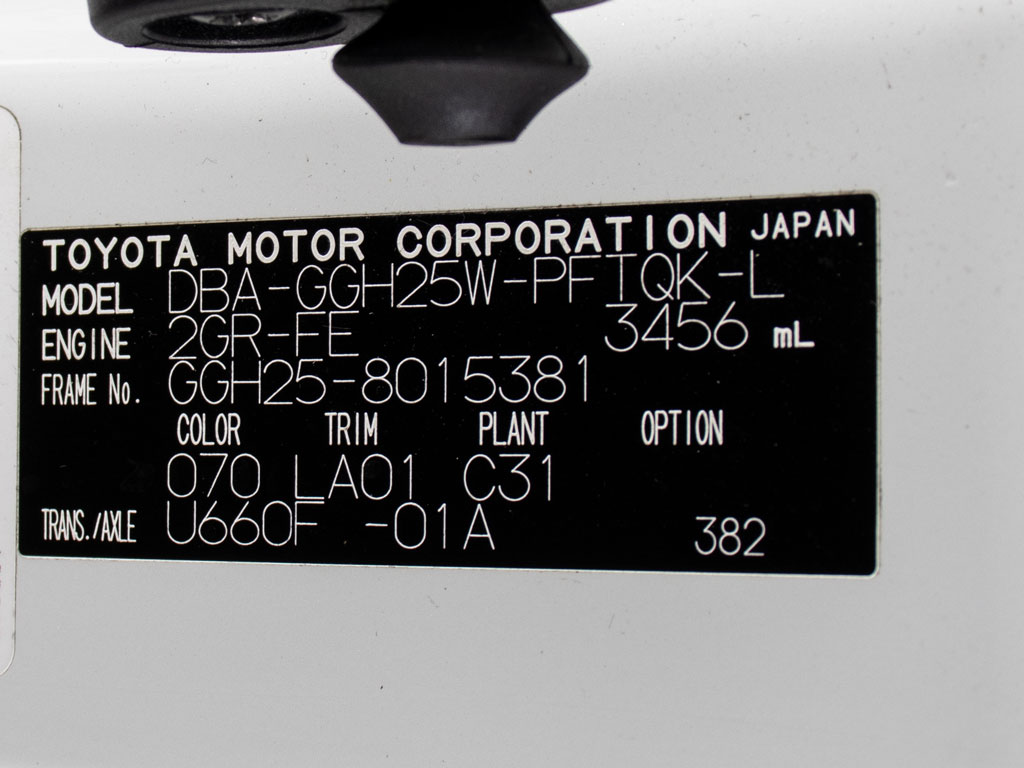 TOYOTA MOTOR CORPORATION JAPAN
MODEL DBA-GGH25W-PFTQK-L
ENGINE 2GR-FE 3456 mL
FRAME No. GGH25-8015381
COLOR TRIM PLANT OPTION
070 LA01 C31
TRANS./AXLE U660F -01A 382